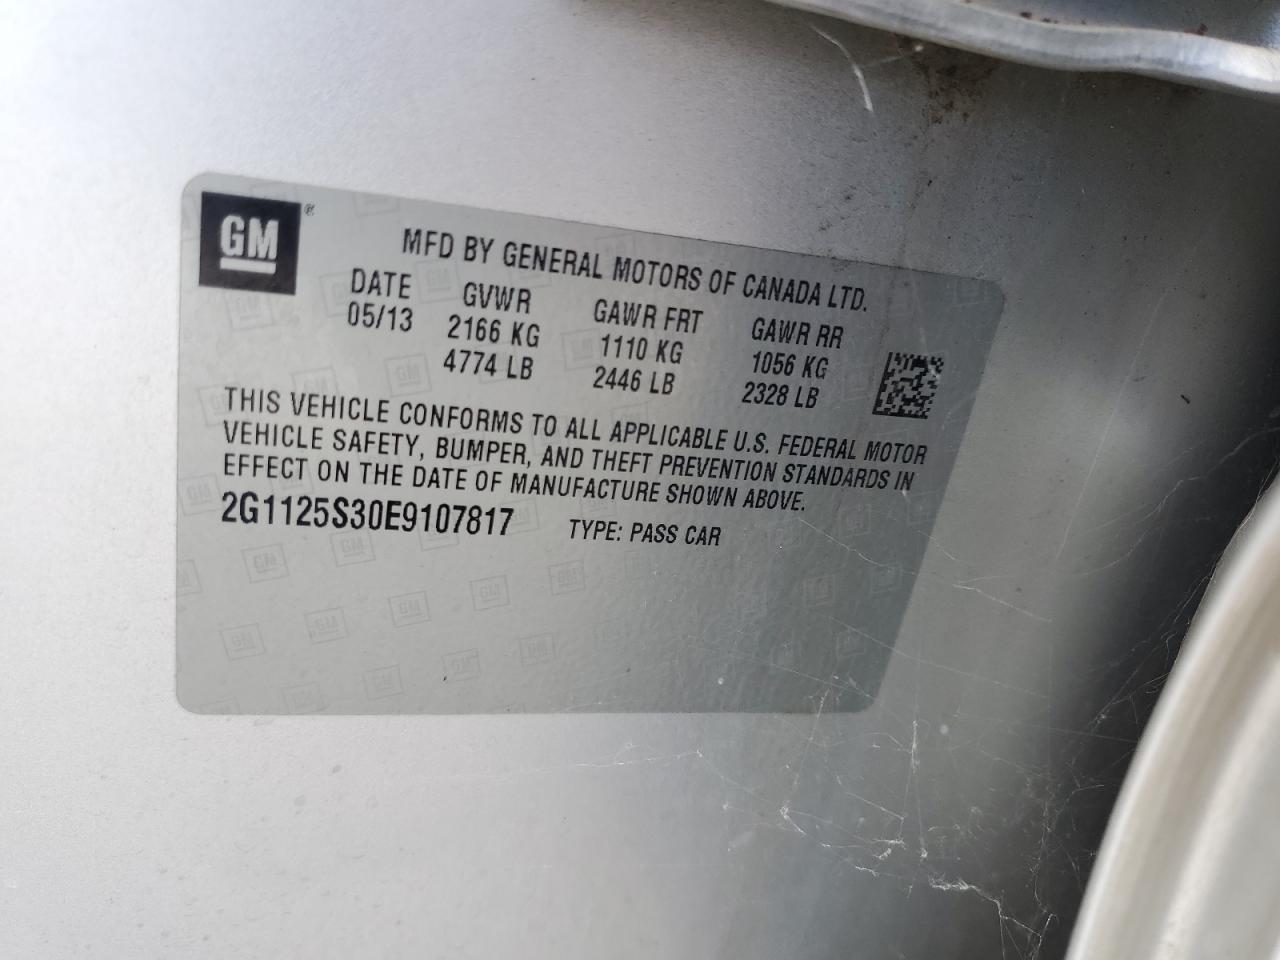 GM®
MFD BY GENERAL MOTORS OF CANADA LTD.
DATE GVWR GAWR FRT GAWR RR
05/13 2166 KG 1110 KG 1056 KG
4774 LB 2446 LB 2328 LB
THIS VEHICLE CONFORMS TO ALL APPLICABLE U.S. FEDERAL MOTOR
VEHICLE SAFETY, BUMPER, AND THEFT PREVENTION STANDARDS IN
EFFECT ON THE DATE OF MANUFACTURE SHOWN ABOVE.
2G1125S30E9107817 TYPE: PASS CAR